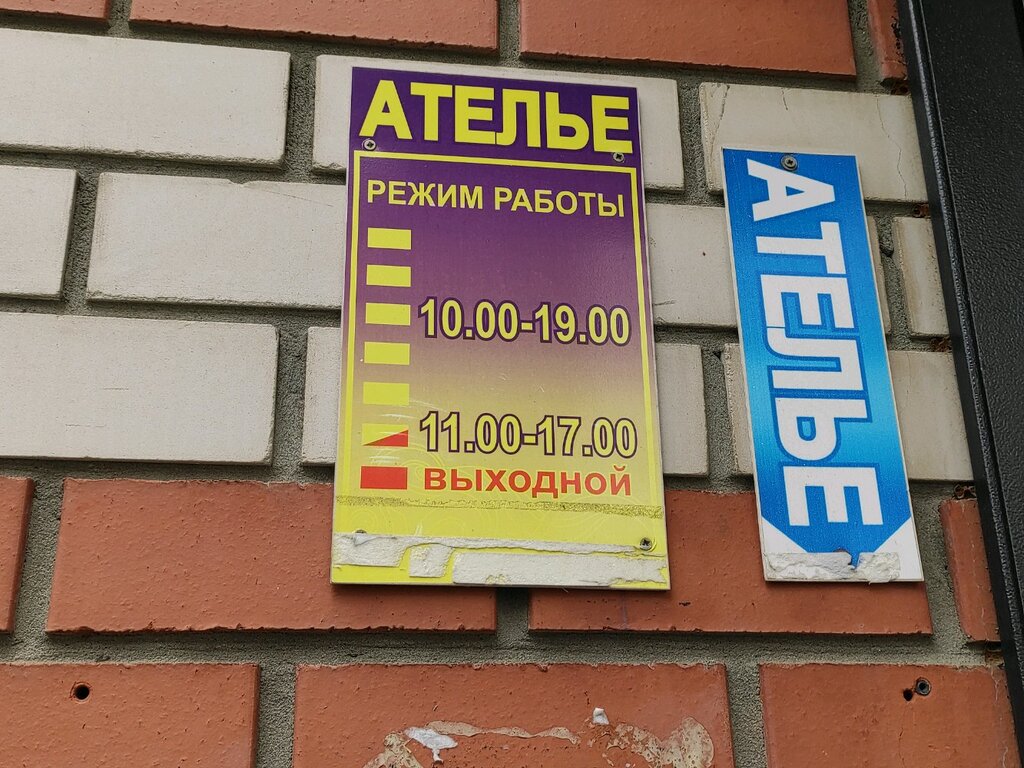 АТЕЛЬЕ
РЕЖИМ РАБОТЫ
10.00-19.00
11.00-17.00
ВЫХОДНОЙ
АТЕЛЬЕ